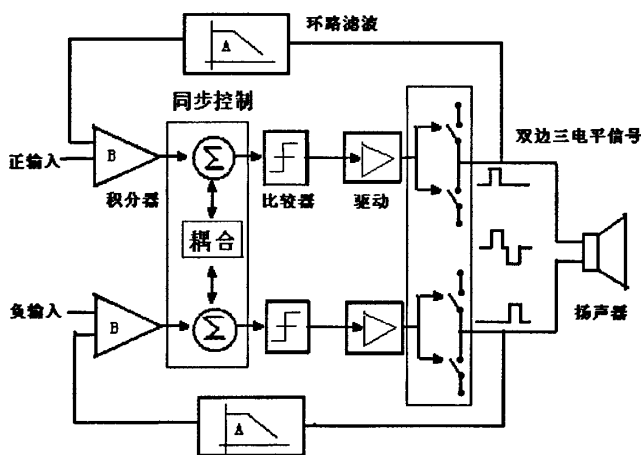 环路滤波
A
同步控制
B
Σ
正输入
积分器
比较器
驱动
双边三电平信号
耦合
负输入
B
Σ
扬声器
A